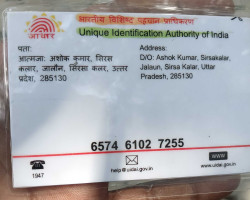 भारतीय विशिष्ट पहचान प्राधिकरण
Unique Identification Authority of India
पता:
आत्मजा: अशोक कुमार, सिरस
कलार, जालौन, सिरसा कलर, उत्तर
प्रदेश, 285130
Address:
D/O: Ashok Kumar, Sirsakalar,
Jalaun, Sirsa Kalar, Uttar
Pradesh, 285130
6574 6102 7255
1947
help@uidai.gov.in
WWW
www.uidai.gov.in